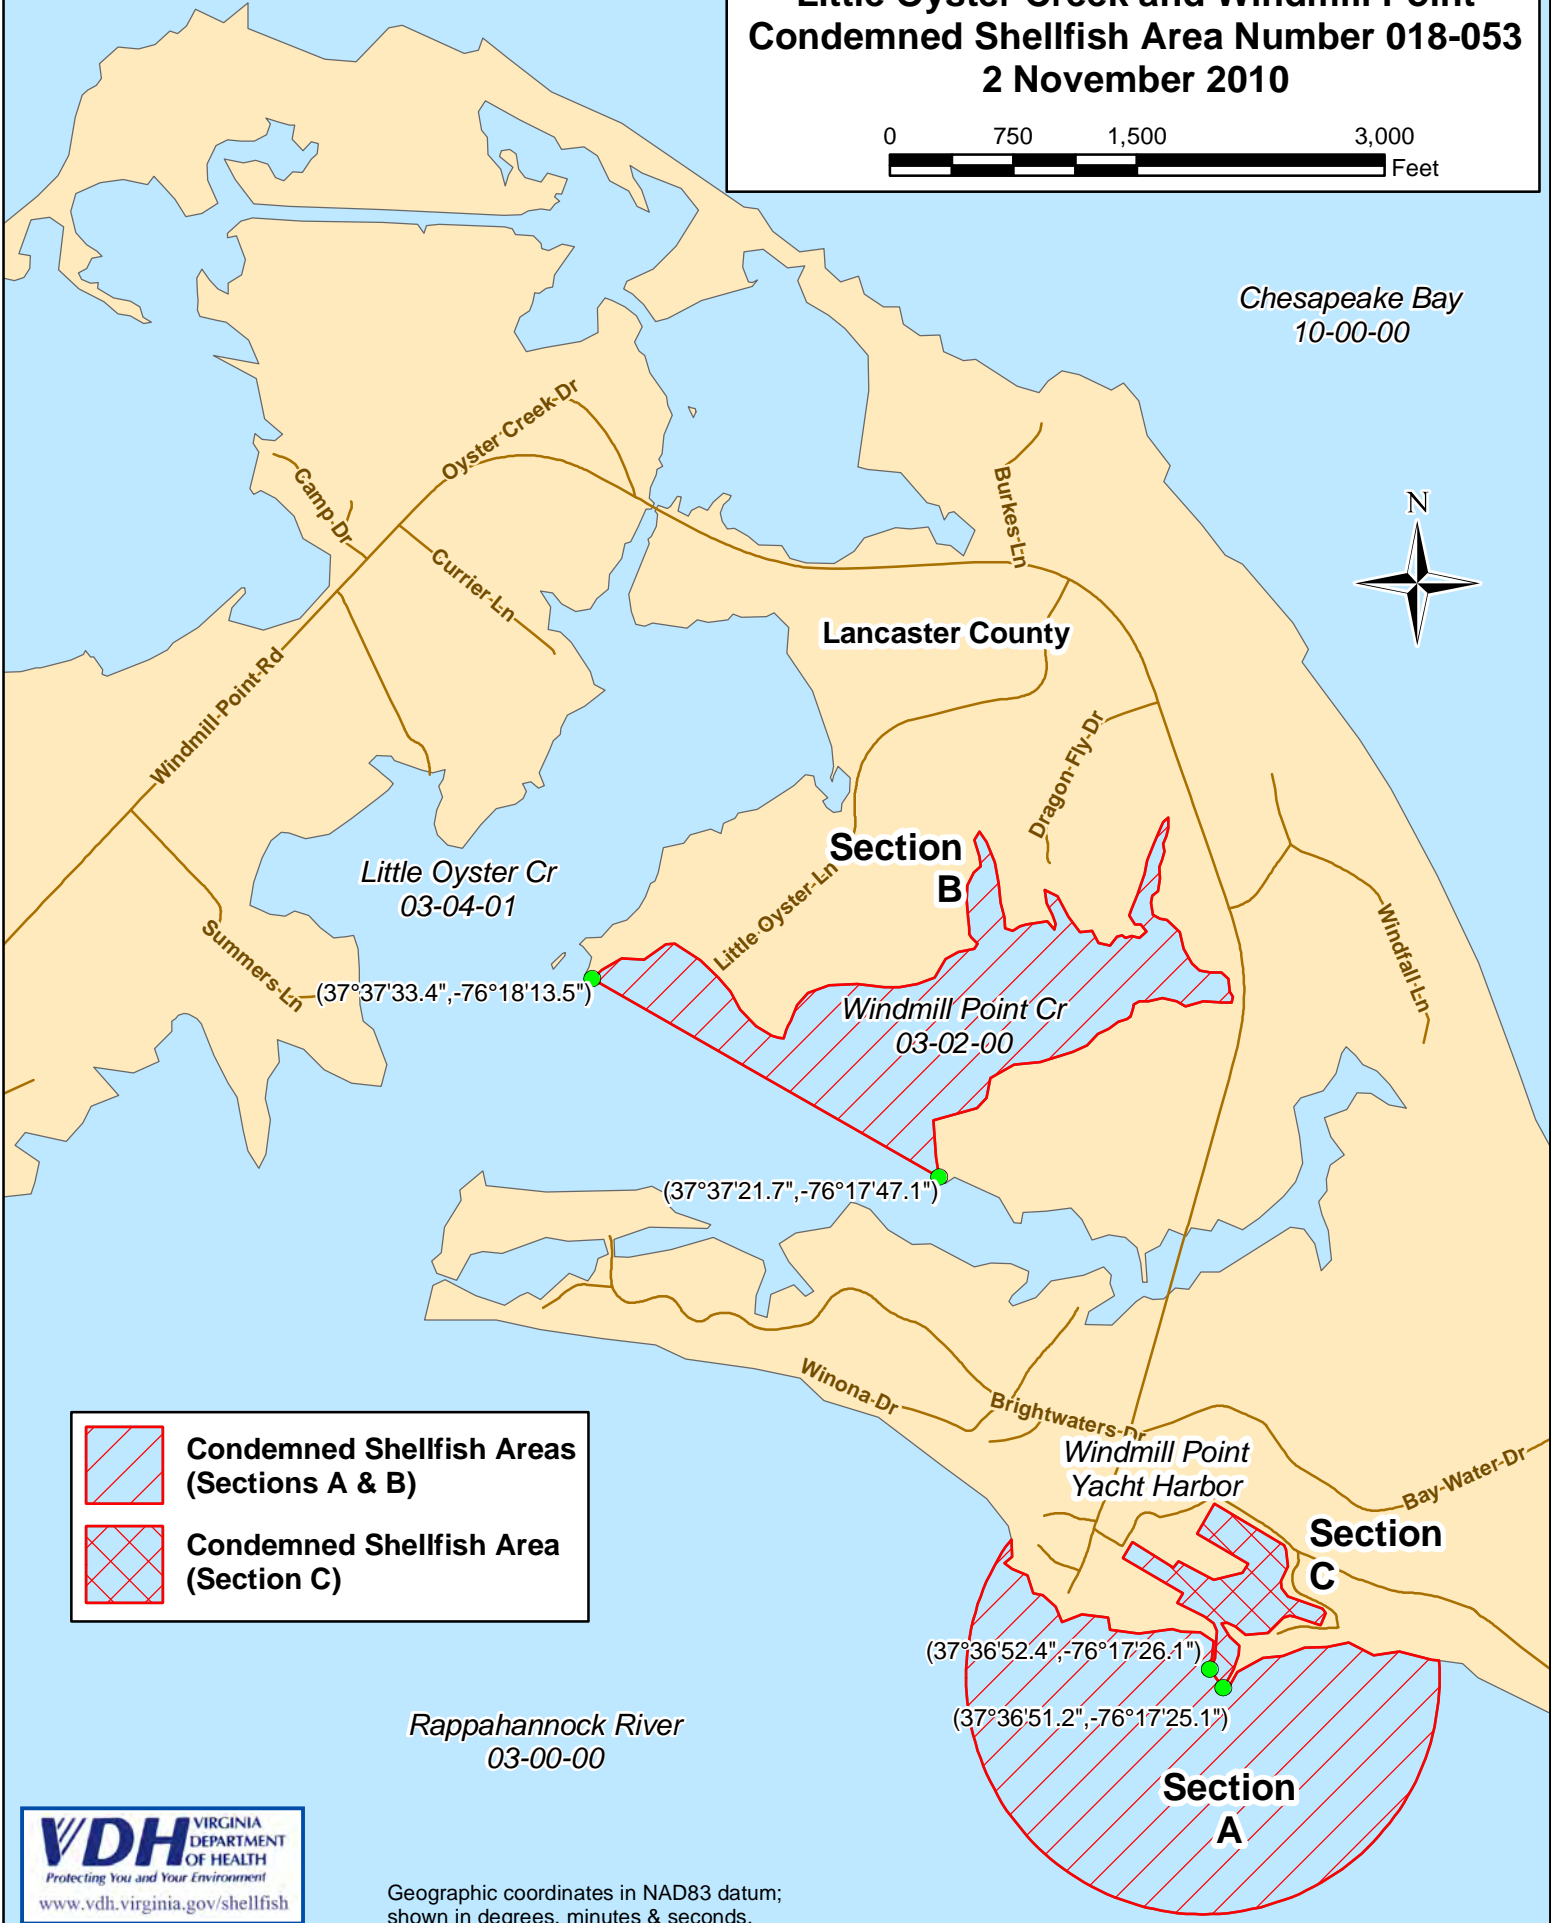 Little Oyster Creek and Windmill Point
Condemned Shellfish Area Number 018-053
2 November 2010
0 750 1,500 3,000
Feet
Chesapeake Bay
10-00-00
N
Oyster Creek Dr
Camp Dr
Currier Ln
Burkes Ln
Lancaster County
Windmill Point Rd
Dragon Fly Dr
Section
B
Little Oyster Cr
03-04-01
Little Oyster Ln
Summers Ln
Windfall Ln
(37°37'33.4",-76°18'13.5")
Windmill Point Cr
03-02-00
(37°37'21.7",-76°17'47.1")
Winona Dr
Brightwaters Dr
Windmill Point
Yacht Harbor
Bay Water Dr
Condemned Shellfish Areas
(Sections A & B)
Condemned Shellfish Area
(Section C)
Section
C
(37°36'52.4",-76°17'26.1")
(37°36'51.2",-76°17'25.1")
Rappahannock River
03-00-00
Section
A
VDH VIRGINIA
DEPARTMENT
OF HEALTH
Protecting You and Your Environment
www.vdh.virginia.gov/shellfish
Geographic coordinates in NAD83 datum;
shown in degrees, minutes & seconds.